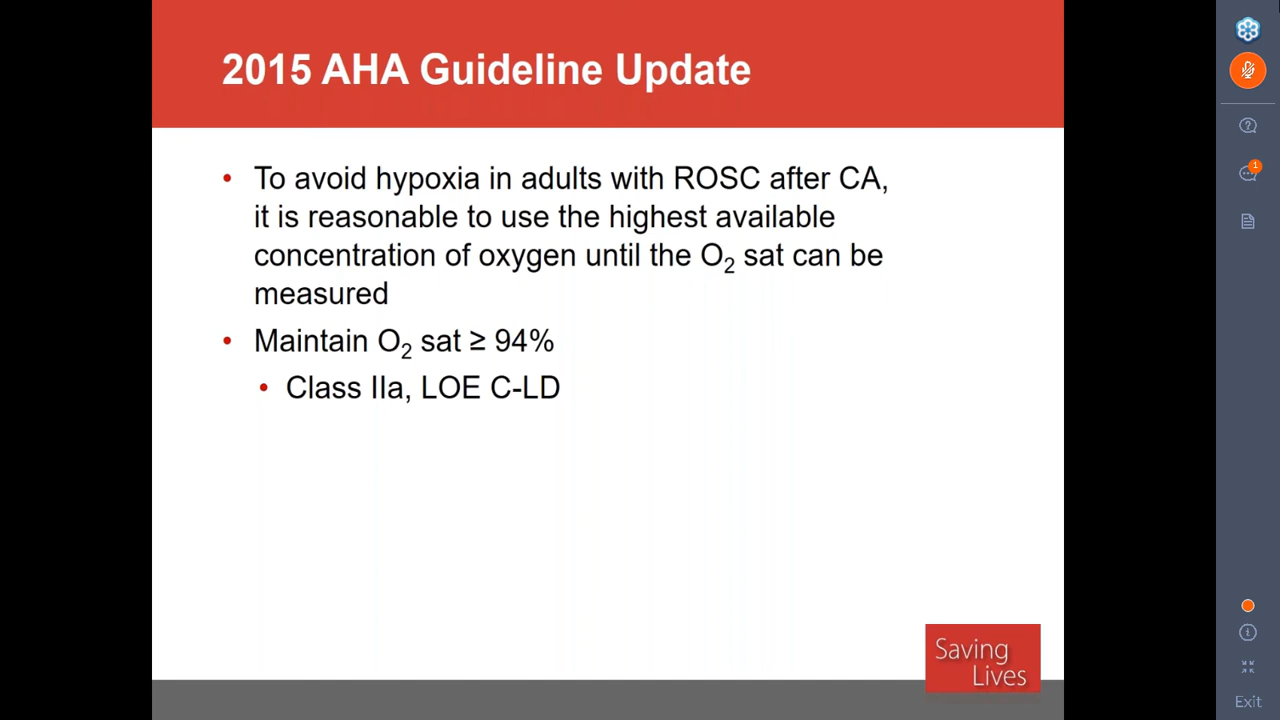 2015 AHA Guideline Update
• To avoid hypoxia in adults with ROSC after CA,
it is reasonable to use the highest available
concentration of oxygen until the O₂ sat can be
measured
• Maintain O₂ sat ≥ 94%
• Class IIa, LOE C-LD
Saving
Lives
1
Exit